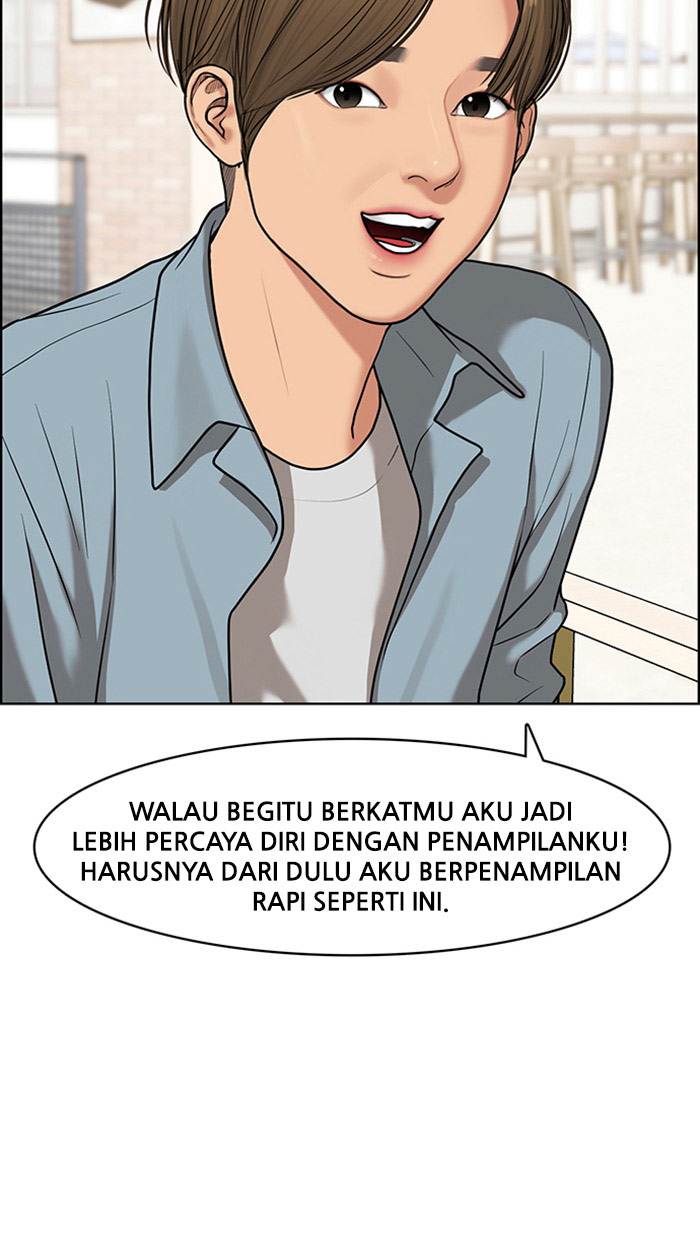 WALAU BEGITU BERKATMU AKU JADI
LEBIH PERCAYA DIRI DENGAN PENAMPILANKU!
HARUSNYA DARI DULU AKU BERPENAMPILAN
RAPI SEPERTI INI.